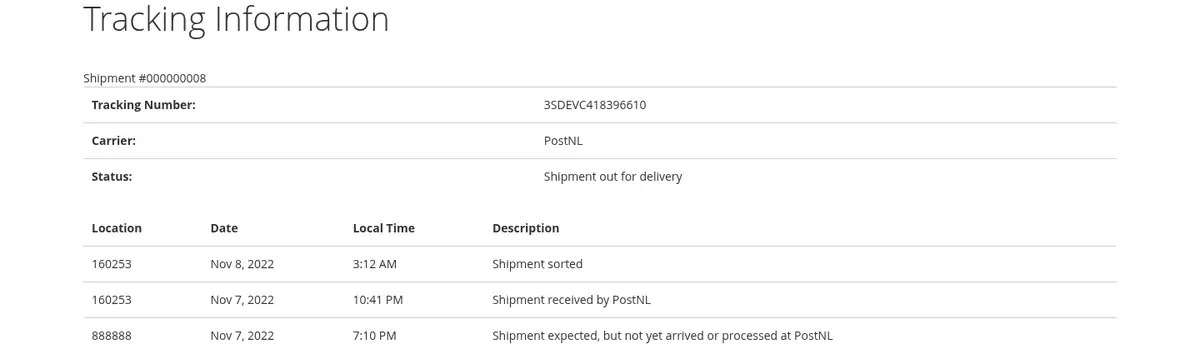 Tracking Information
Shipment #000000008
Tracking Number: 3SDEVC418396610
Carrier: PostNL
Status: Shipment out for delivery
Location Date Local Time Description
160253 Nov 8, 2022 3:12 AM Shipment sorted
160253 Nov 7, 2022 10:41 PM Shipment received by PostNL
888888 Nov 7, 2022 7:10 PM Shipment expected, but not yet arrived or processed at PostNL